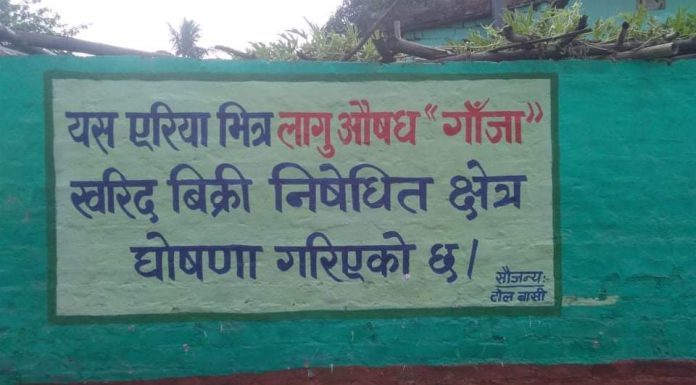 यस एरिया भित्र लागु औषध "गाँजा"
खरिद बिक्री निषेधित क्षेत्र
घोषणा गरिएको छ।
सौजन्य:
टोल बासी